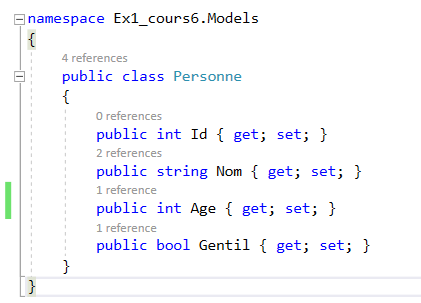 namespace Ex1_cours6.Models
{
4 references
public class Personne
{
0 references
public int Id { get; set; }
2 references
public string Nom { get; set; }
1 reference
public int Age { get; set; }
1 reference
public bool Gentil { get; set; }
}
}